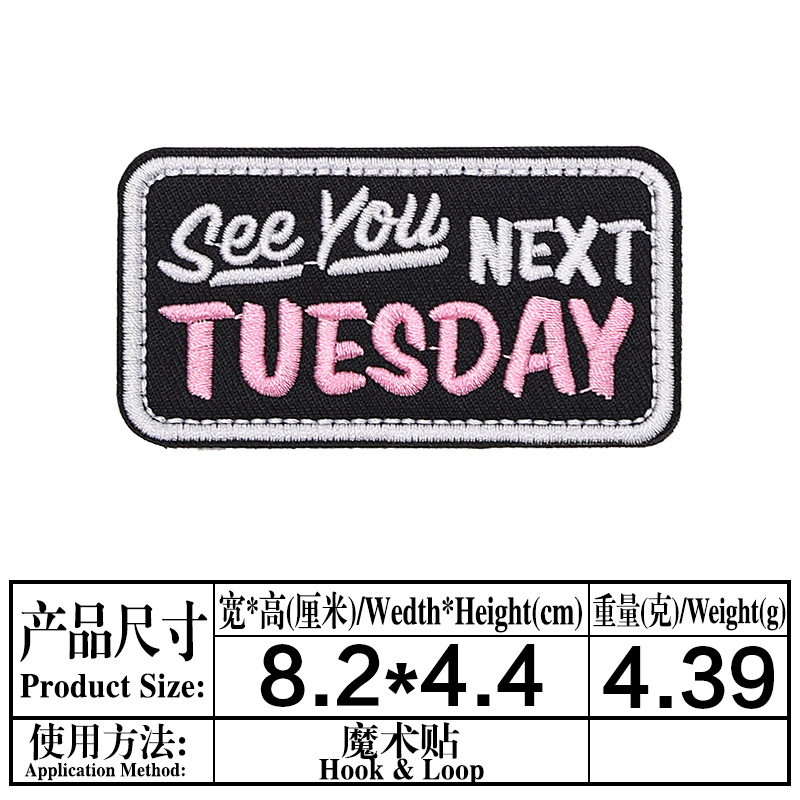 See You NEXT
TUESDAY
产品尺寸
Product Size:
宽*高(厘米)/Wedth*Height(cm)
重量(克)/Weight(g)
8.2*4.4
4.39
使用方法:
Application Method:
魔术贴
Hook & Loop